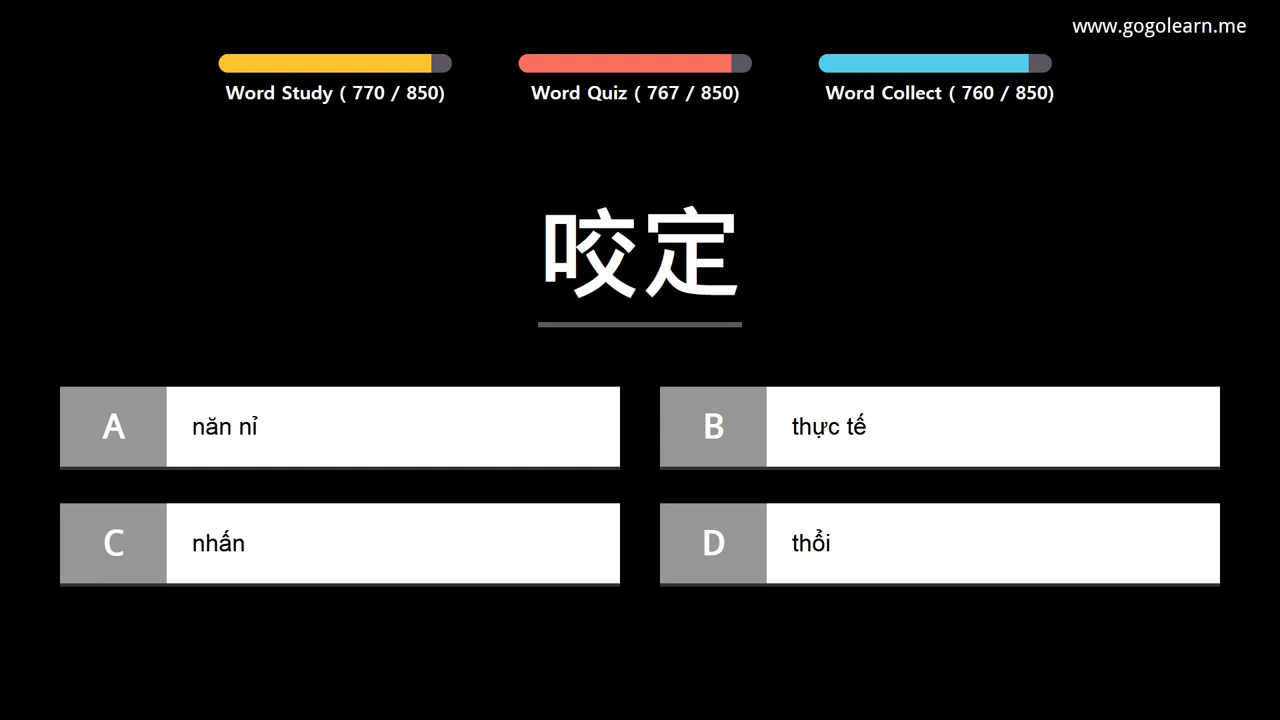 www.gogolearn.me
Word Study ( 770 / 850)
Word Quiz ( 767 / 850)
Word Collect ( 760 / 850)
咬定
A năn nỉ
B thực tế
C nhấn
D thổi